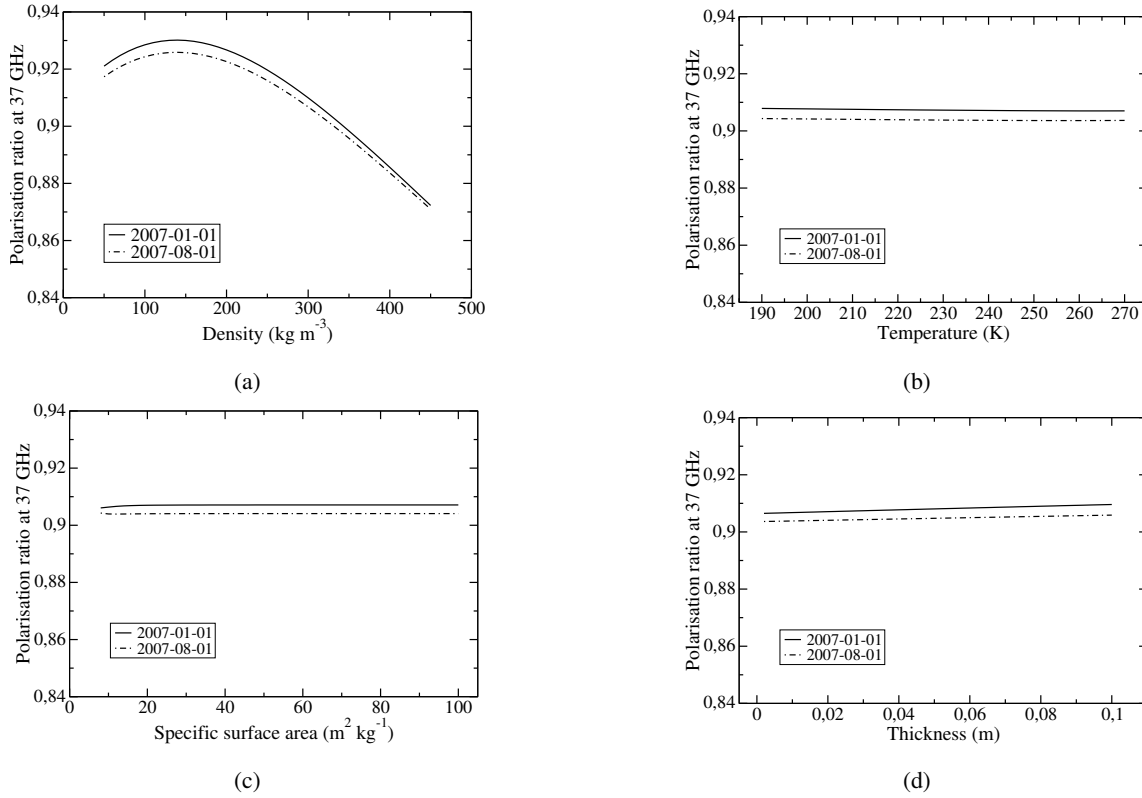 0,94
0,92
0,9
0,88
0,86
0,84
Polarisation ratio at 37 GHz
2007-01-01
2007-08-01
0 100 200 300 400 500
Density (kg m-3)
(a)
0,94
0,92
0,9
0,88
0,86
0,84
Polarisation ratio at 37 GHz
2007-01-01
2007-08-01
190 200 210 220 230 240 250 260 270
Temperature (K)
(b)
0,94
0,92
0,9
0,88
0,86
0,84
Polarisation ratio at 37 GHz
2007-01-01
2007-08-01
0 20 40 60 80 100
Specific surface area (m2 kg-1)
(c)
0,94
0,92
0,9
0,88
0,86
0,84
Polarisation ratio at 37 GHz
2007-01-01
2007-08-01
0 0,02 0,04 0,06 0,08 0,1
Thickness (m)
(d)